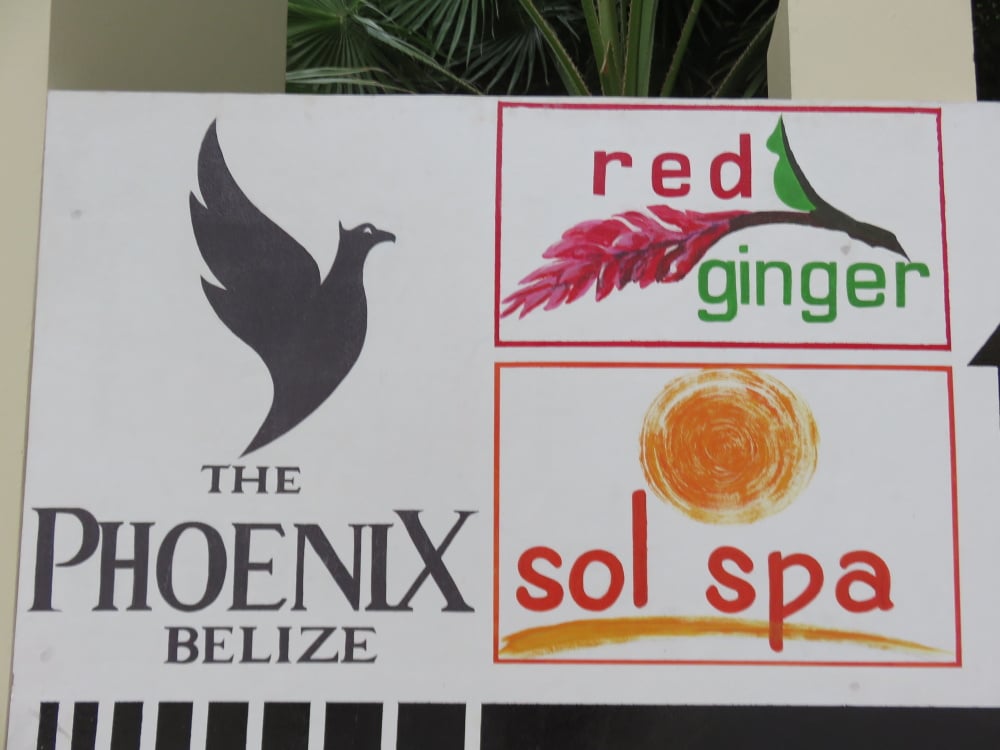 THE
PHOENIX
BELIZE
red
ginger
sol spa